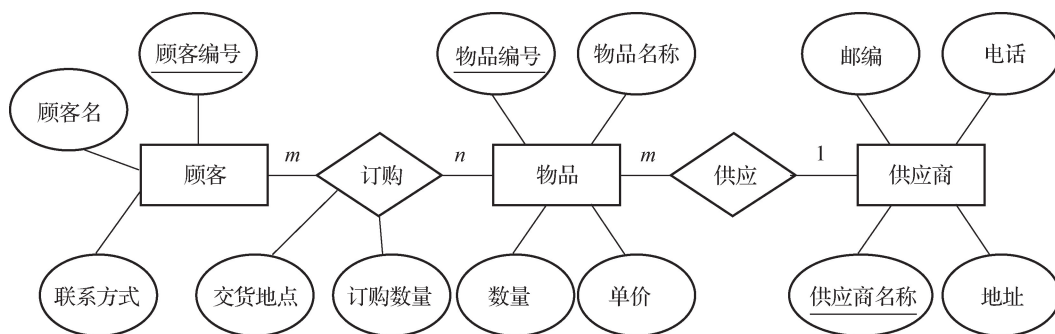 顾客编号
物品编号
物品名称
邮编
电话
顾客名
顾客
m
订购
n
物品
m
供应
1
供应商
联系方式
交货地点
订购数量
数量
单价
供应商名称
地址